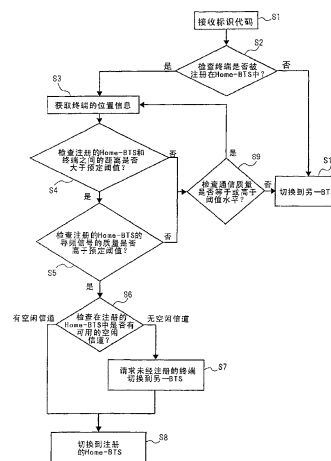 接收标识代码
S1
S2
检查终端是否被
注册在Home-BTS中?
是
否
S3
获取终端的位置信息
检查注册的Home-BTS和
终端之间的距离是否
大于预定阈值?
否
S4
是
S9
是
检查通信质量
是否等于或高于
阈值水平?
否
切换到另一BTS
检查注册的Home-BTS的
导频信号的质量是否
高于预定阈值?
否
S5
是
S6
检查在注册的
Home-BTS中是否有
可用的空闲
信道?
有空闲信道
无空闲信道
S7
请求未经注册的终端
切换到另一BTS
S8
切换到注册
的Home-BTS